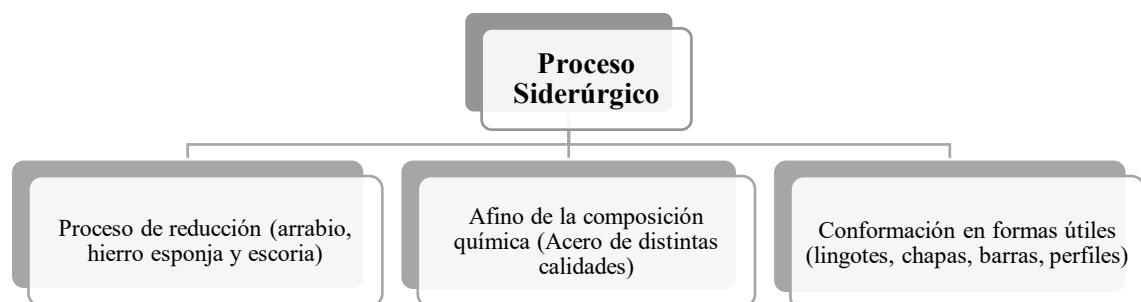 Proceso
Siderúrgico
Proceso de reducción (arrabio,
hierro esponja y escoria)
Afino de la composición
química (Acero de distintas
calidades)
Conformación en formas útiles
(lingotes, chapas, barras, perfiles)